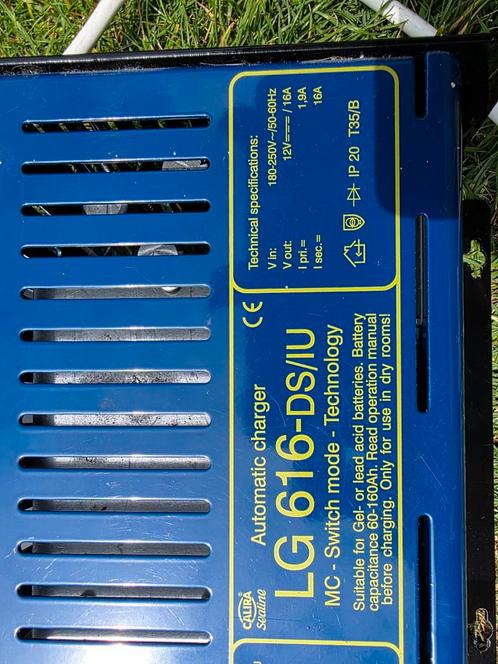 CALIRA®
seatime
Automatic charger
CE
LG 616-DS/IU
MC - Switch mode - Technology
Suitable for Gel- or lead acid batteries. Battery
capacitance 60-160Ah. Read operation manual
before charging. Only for use in dry rooms!
Technical specifications:
V in: 180-250V~/50-60Hz
V out: 12V⎓ / 16A
I pri.= 1,9A
I sec.= 16A
IP 20 T35/B